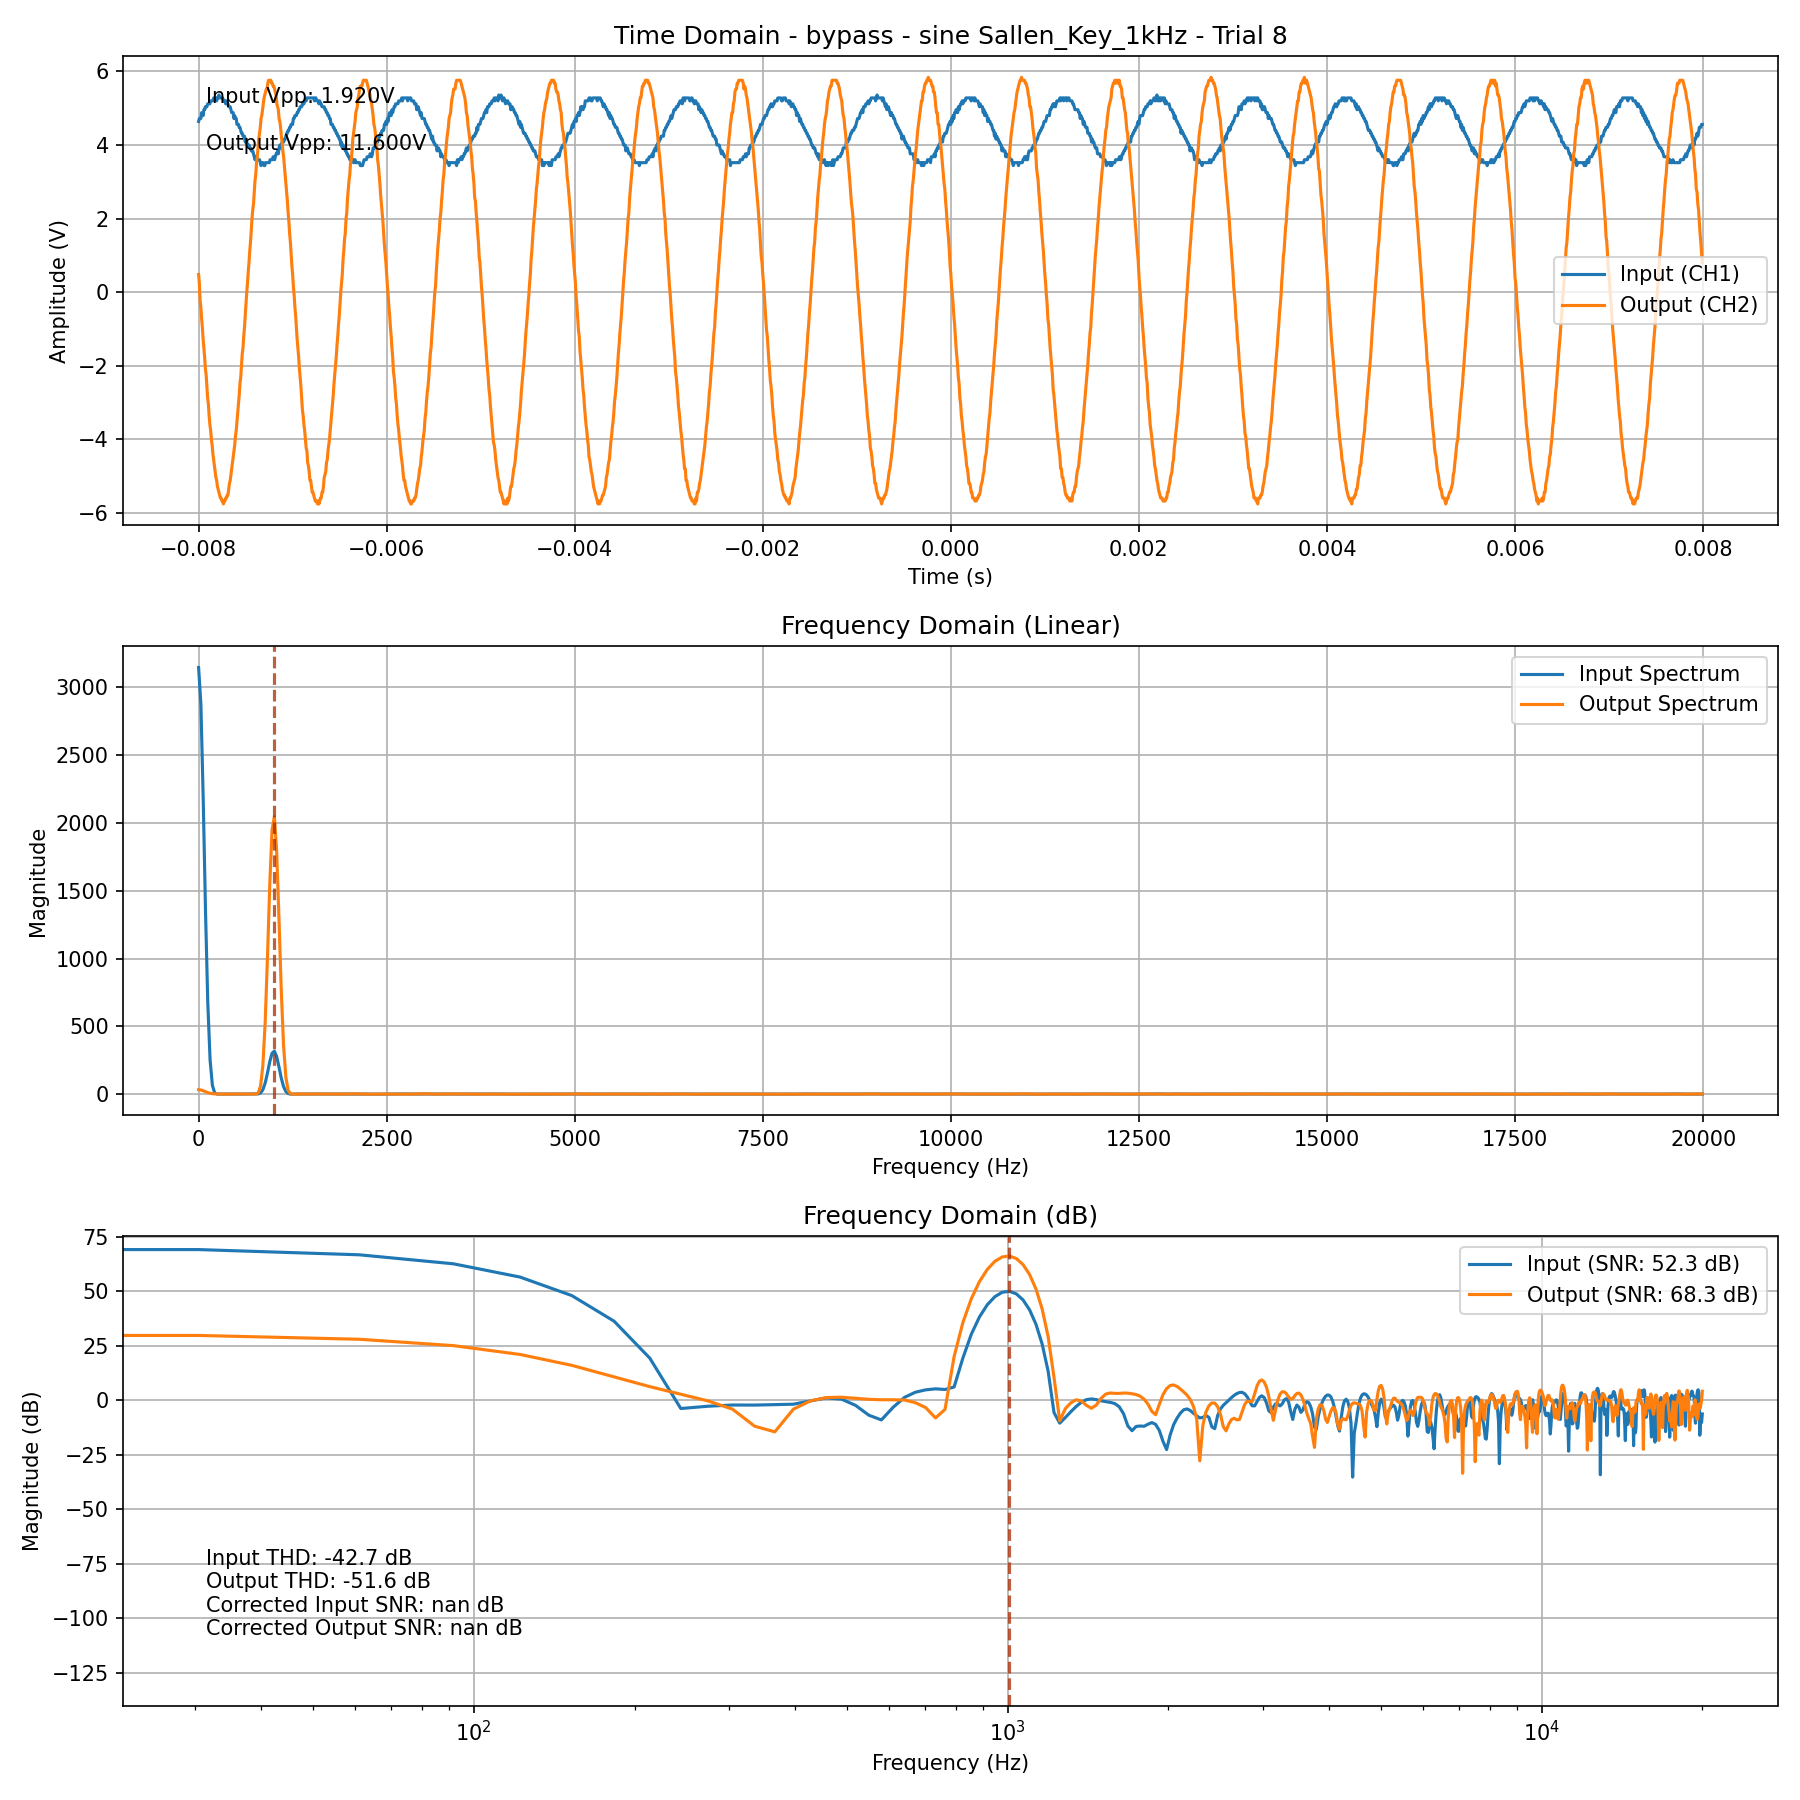 Time Domain - bypass - sine Sallen_Key_1kHz - Trial 8
6
4
2
0
−2
−4
−6
Amplitude (V)
Input Vpp: 1.920V
Output Vpp: 11.600V
Input (CH1)
Output (CH2)
−0.008
−0.006
−0.004
−0.002
0.000
0.002
0.004
0.006
0.008
Time (s)
Frequency Domain (Linear)
3000
2500
2000
1500
1000
500
0
Magnitude
Input Spectrum
Output Spectrum
0
2500
5000
7500
10000
12500
15000
17500
20000
Frequency (Hz)
Frequency Domain (dB)
75
50
25
0
−25
−50
−75
−100
−125
Magnitude (dB)
Input (SNR: 52.3 dB)
Output (SNR: 68.3 dB)
Input THD: -42.7 dB
Output THD: -51.6 dB
Corrected Input SNR: nan dB
Corrected Output SNR: nan dB
10²
10³
10⁴
Frequency (Hz)